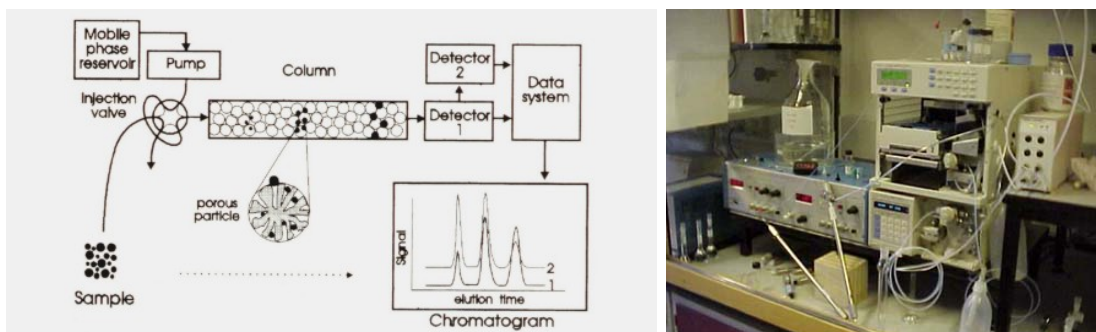 Mobile
phase
reservoir
Pump
Injection
valve
Column
Detector
2
Detector
1
Data
system
porous
particle
Sample
Signal
2
1
elution time
Chromatogram